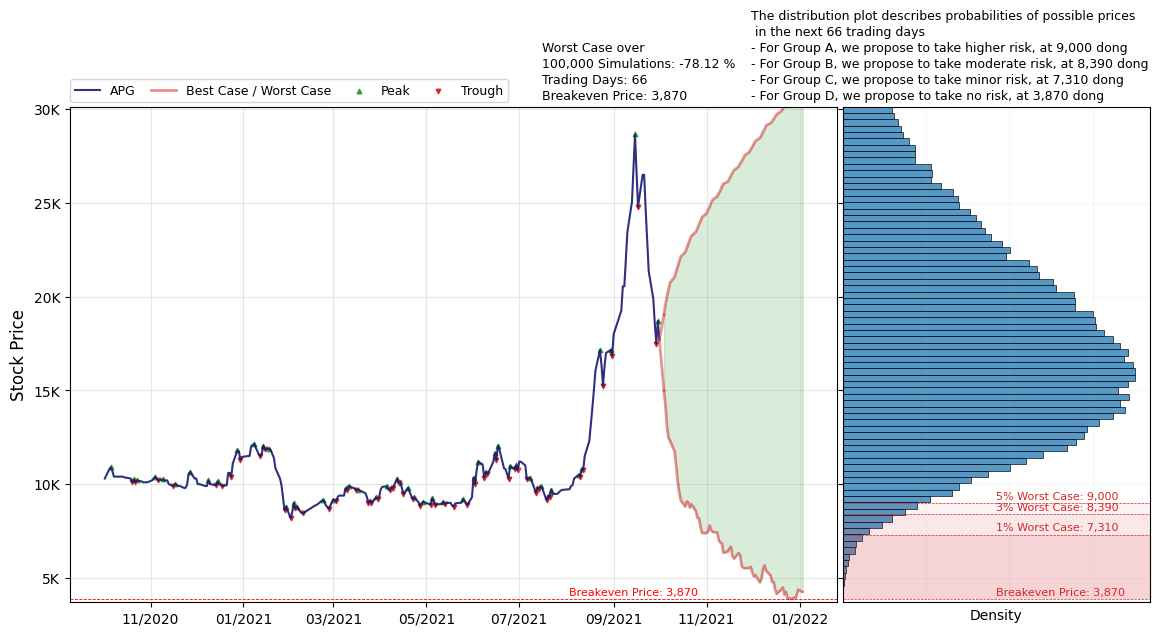 The distribution plot describes probabilities of possible prices
in the next 66 trading days
- For Group A, we propose to take higher risk, at 9,000 dong
- For Group B, we propose to take moderate risk, at 8,390 dong
- For Group C, we propose to take minor risk, at 7,310 dong
- For Group D, we propose to take no risk, at 3,870 dong
Worst Case over
100,000 Simulations: -78.12 %
Trading Days: 66
Breakeven Price: 3,870
APG
Best Case / Worst Case
Peak
Trough
Stock Price
30K
25K
20K
15K
10K
5K
Breakeven Price: 3,870
11/2020
01/2021
03/2021
05/2021
07/2021
09/2021
11/2021
01/2022
5% Worst Case: 9,000
3% Worst Case: 8,390
1% Worst Case: 7,310
Breakeven Price: 3,870
Density